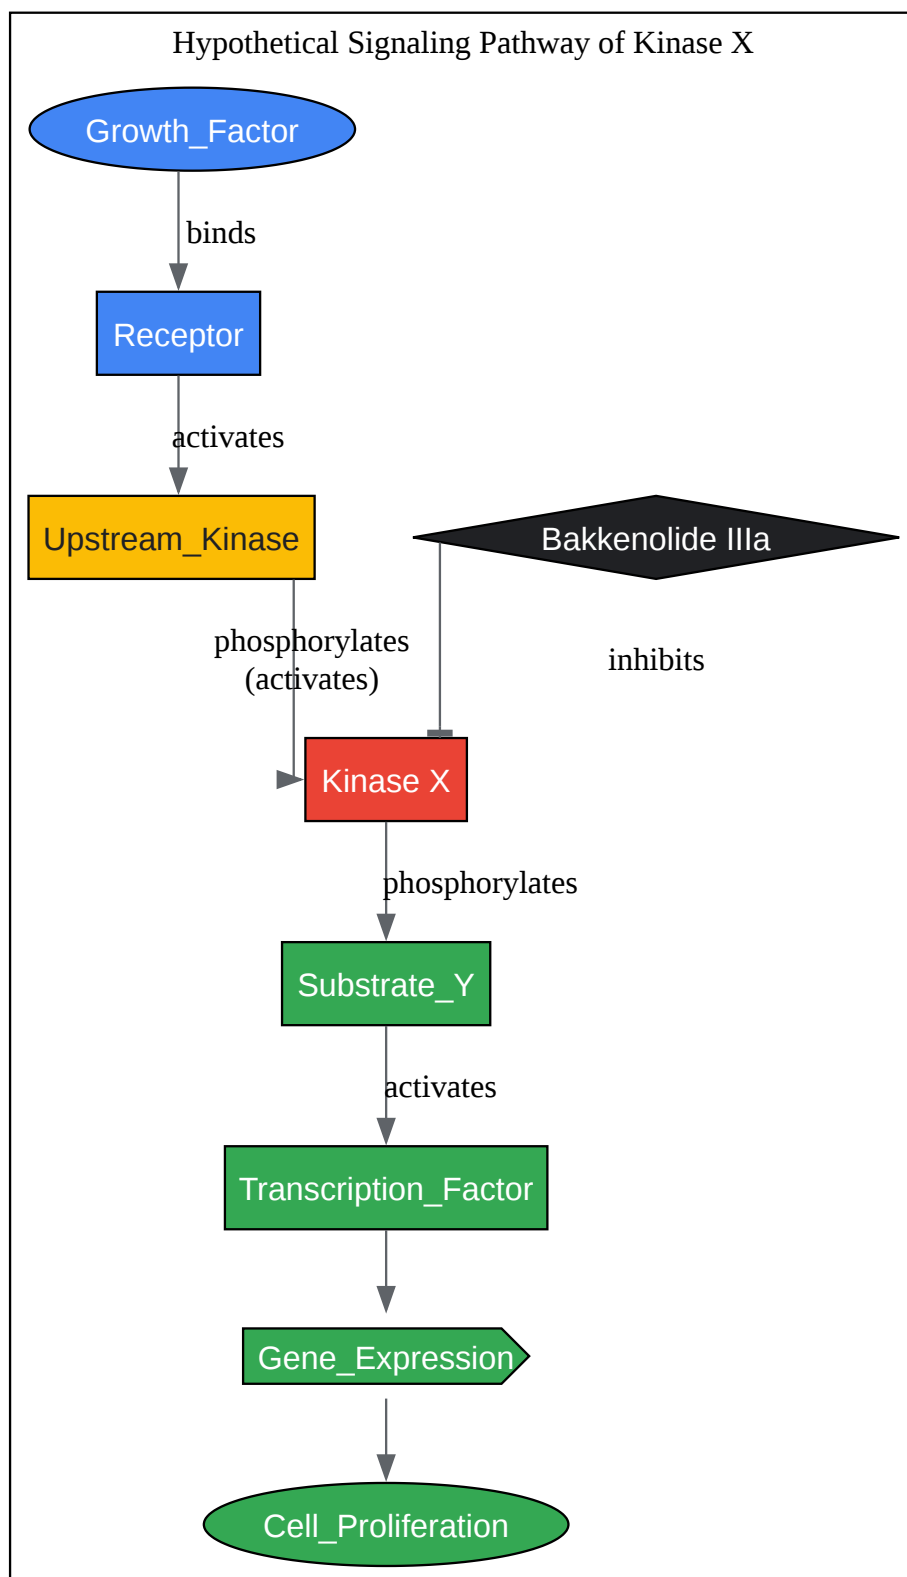 Hypothetical Signaling Pathway of Kinase X
Growth_Factor
binds
Receptor
activates
Upstream_Kinase
Bakkenolide IIIa
phosphorylates
(activates)
inhibits
Kinase X
phosphorylates
Substrate_Y
activates
Transcription_Factor
Gene_Expression
Cell_Proliferation